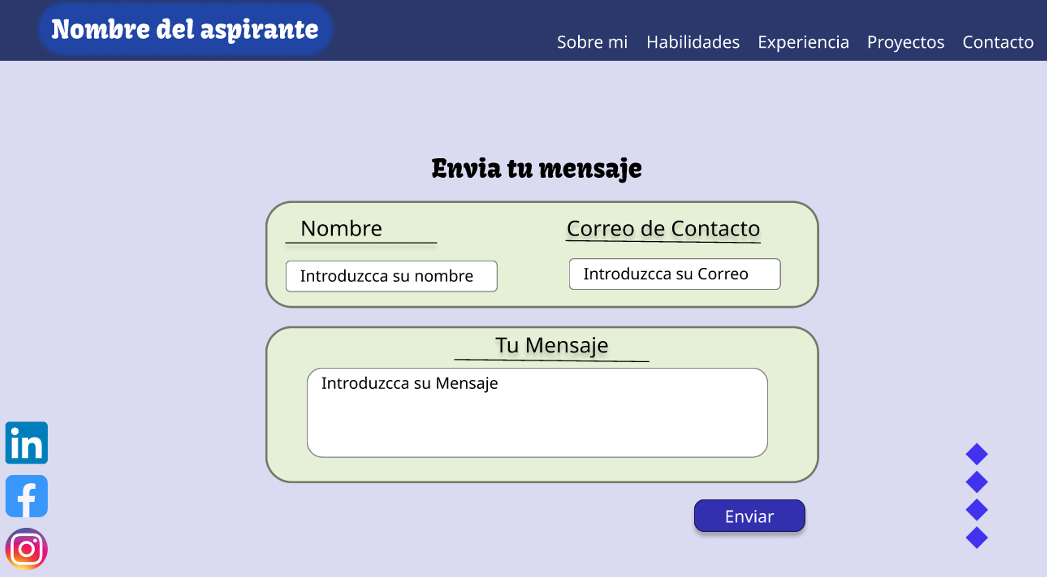 Nombre del aspirante
Sobre mi Habilidades Experiencia Proyectos Contacto
Envia tu mensaje
Nombre
Correo de Contacto
Introduzcca su nombre
Introduzcca su Correo
Tu Mensaje
Introduzcca su Mensaje
in
f
Enviar